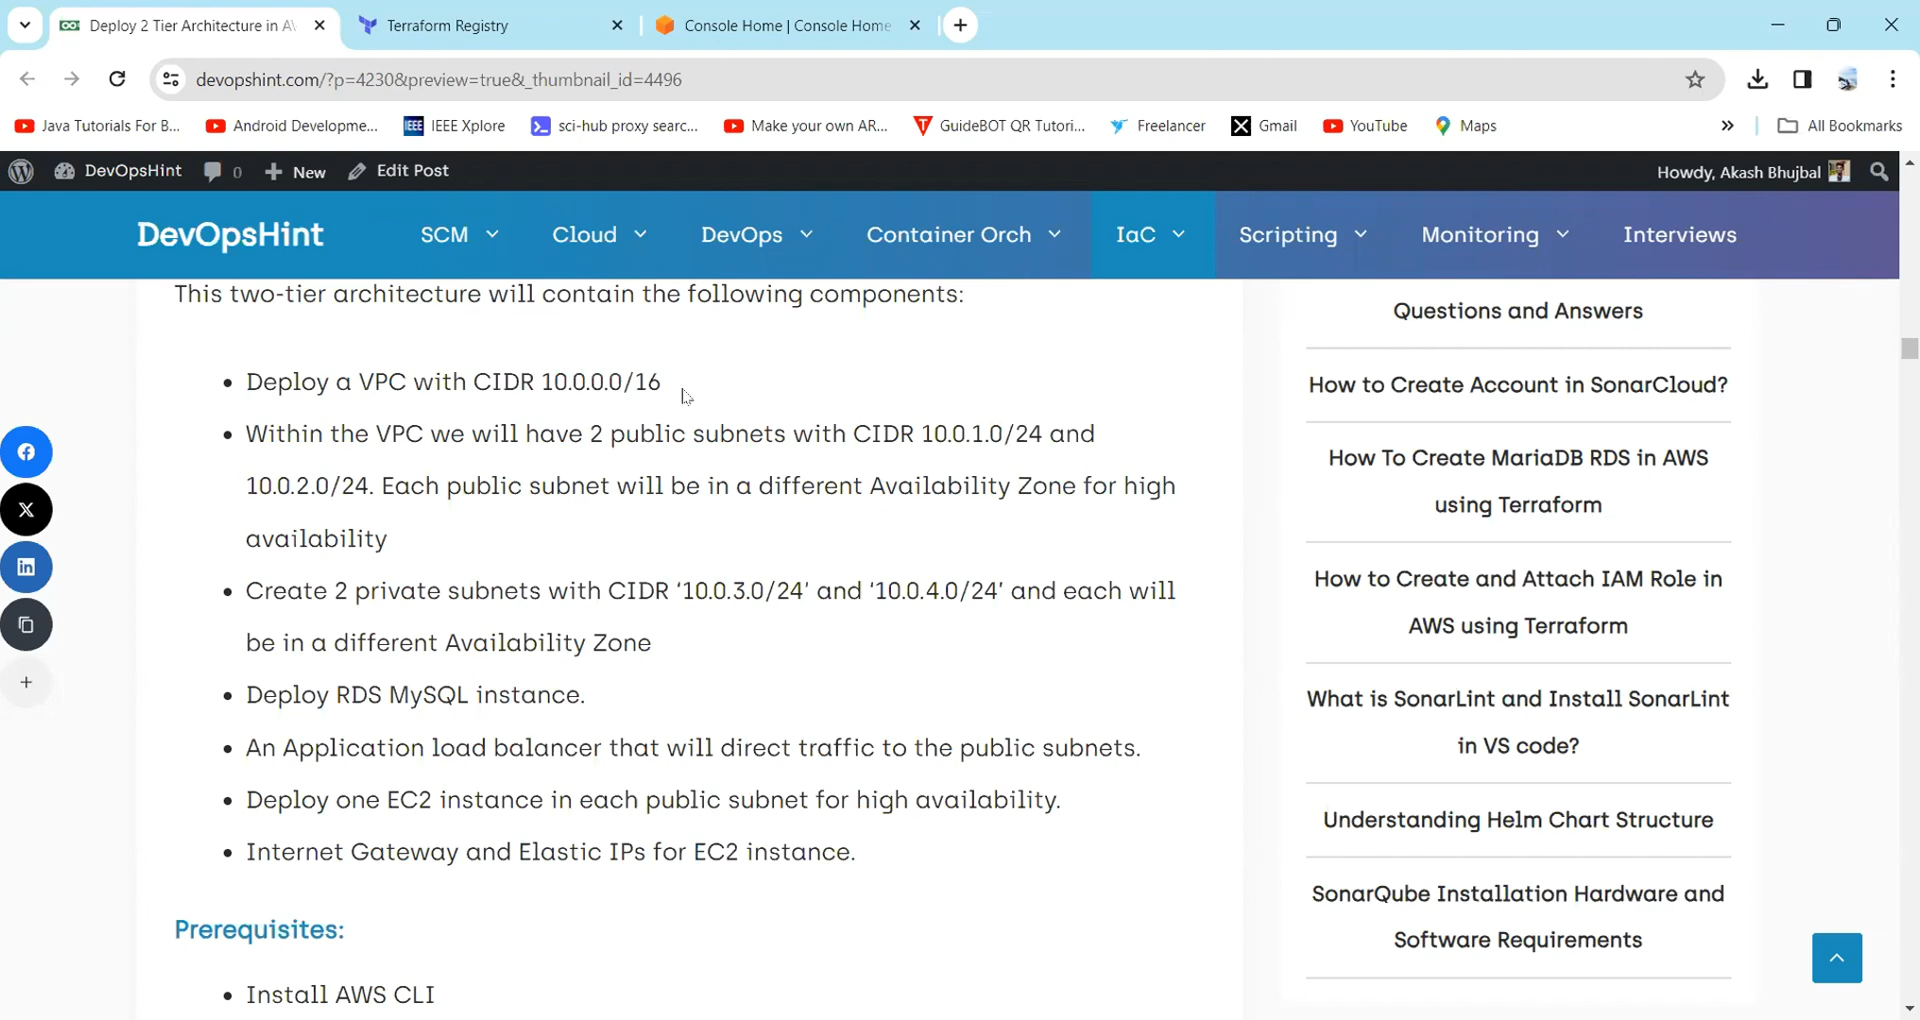 Deploy 2 Tier Architecture in A
Terraform Registry
Console Home | Console Home
devopshint.com/?p=4230&preview=true&_thumbnail_id=4496
Java Tutorials For B...
Android Developme...
IEEE Xplore
sci-hub proxy searc...
Make your own AR...
GuideBOT QR Tutori...
Freelancer
Gmail
YouTube
Maps
All Bookmarks
DevOpsHint
0
New
Edit Post
Howdy, Akash Bhujbal
DevOpsHint
SCM
Cloud
DevOps
Container Orch
IaC
Scripting
Monitoring
Interviews
This two-tier architecture will contain the following components:
• Deploy a VPC with CIDR 10.0.0.0/16
• Within the VPC we will have 2 public subnets with CIDR 10.0.1.0/24 and
10.0.2.0/24. Each public subnet will be in a different Availability Zone for high
availability
• Create 2 private subnets with CIDR ‘10.0.3.0/24’ and ‘10.0.4.0/24’ and each will
be in a different Availability Zone
• Deploy RDS MySQL instance.
• An Application load balancer that will direct traffic to the public subnets.
• Deploy one EC2 instance in each public subnet for high availability.
• Internet Gateway and Elastic IPs for EC2 instance.
Prerequisites:
• Install AWS CLI
Questions and Answers
How to Create Account in SonarCloud?
How To Create MariaDB RDS in AWS
using Terraform
How to Create and Attach IAM Role in
AWS using Terraform
What is SonarLint and Install SonarLint
in VS code?
Understanding Helm Chart Structure
SonarQube Installation Hardware and
Software Requirements